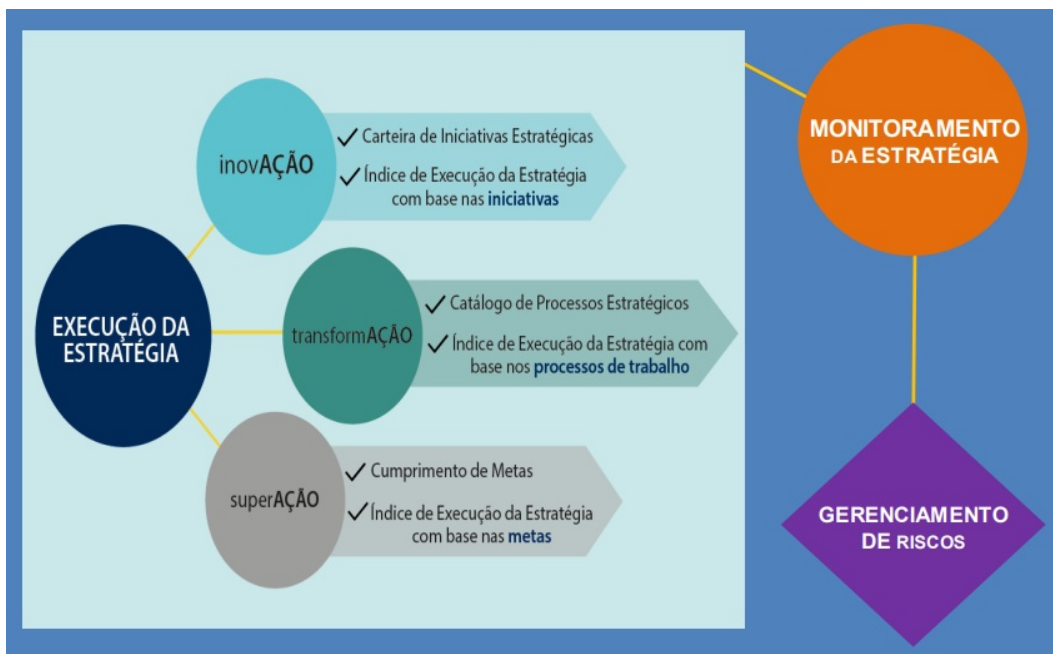 EXECUÇÃO DA
ESTRATÉGIA
inovAÇÃO
Carteira de Iniciativas Estratégicas
Índice de Execução da Estratégia
com base nas iniciativas
transformAÇÃO
Catálogo de Processos Estratégicos
Índice de Execução da Estratégia com
base nos processos de trabalho
superAÇÃO
Cumprimento de Metas
Índice de Execução da Estratégia
com base nas metas
MONITORAMENTO
DA ESTRATÉGIA
GERENCIAMENTO
DE RISCOS